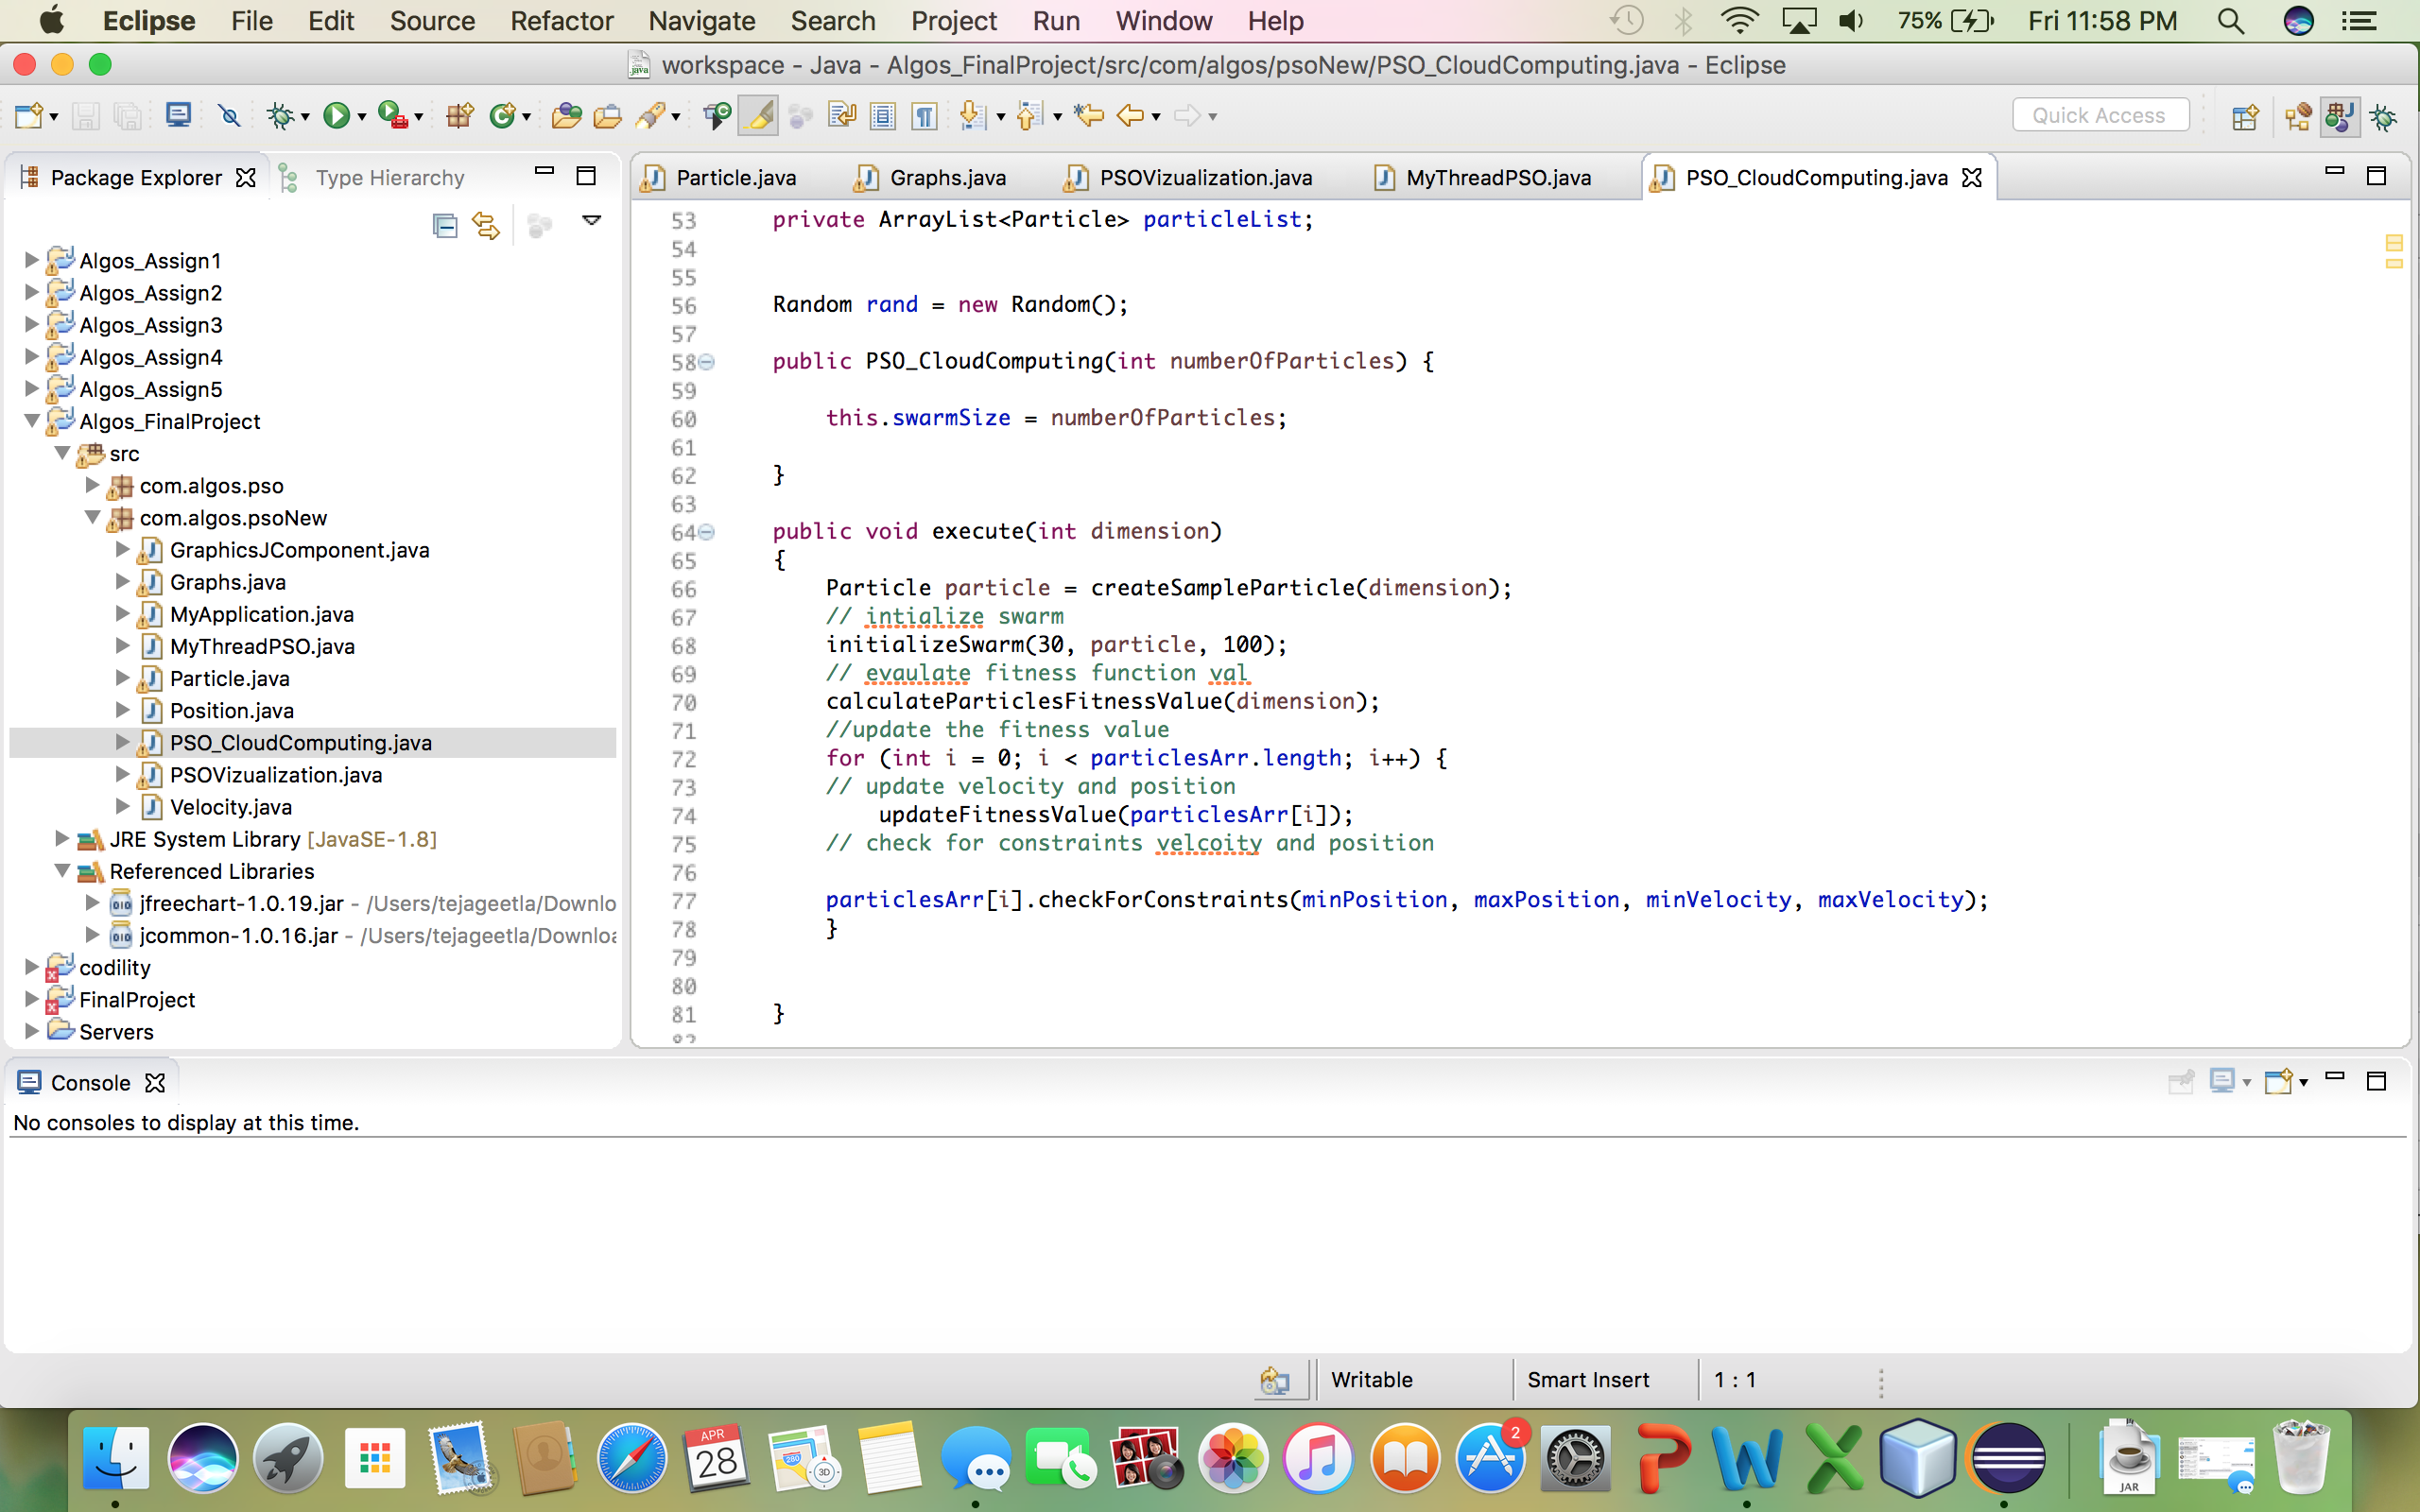 Eclipse File Edit Source Refactor Navigate Search Project Run Window Help 75% Fri 11:58 PM
workspace - Java - Algos_FinalProject/src/com/algos/psoNew/PSO_CloudComputing.java - Eclipse
Quick Access
Package Explorer Type Hierarchy
Algos_Assign1
Algos_Assign2
Algos_Assign3
Algos_Assign4
Algos_Assign5
Algos_FinalProject
src
com.algos.pso
com.algos.psoNew
GraphicsJComponent.java
Graphs.java
MyApplication.java
MyThreadPSO.java
Particle.java
Position.java
PSO_CloudComputing.java
PSOVizualization.java
Velocity.java
JRE System Library [JavaSE-1.8]
Referenced Libraries
jfreechart-1.0.19.jar - /Users/tejageetla/Downlo
jcommon-1.0.16.jar - /Users/tejageetla/Downloa
codility
FinalProject
Servers
Particle.java Graphs.java PSOVizualization.java MyThreadPSO.java PSO_CloudComputing.java
53 private ArrayList<Particle> particleList;
54
55
56 Random rand = new Random();
57
58 public PSO_CloudComputing(int numberOfParticles) {
59
60 this.swarmSize = numberOfParticles;
61
62 }
63
64 public void execute(int dimension)
65 {
66 Particle particle = createSampleParticle(dimension);
67 // intialize swarm
68 initializeSwarm(30, particle, 100);
69 // evaulate fitness function val
70 calculateParticlesFitnessValue(dimension);
71 //update the fitness value
72 for (int i = 0; i < particlesArr.length; i++) {
73 // update velocity and position
74 updateFitnessValue(particlesArr[i]);
75 // check for constraints velcoity and position
76
77 particlesArr[i].checkForConstraints(minPosition, maxPosition, minVelocity, maxVelocity);
78 }
79
80
81 }
82
Console
No consoles to display at this time.
Writable Smart Insert 1 : 1
APR
28
280
3D
2
JAR